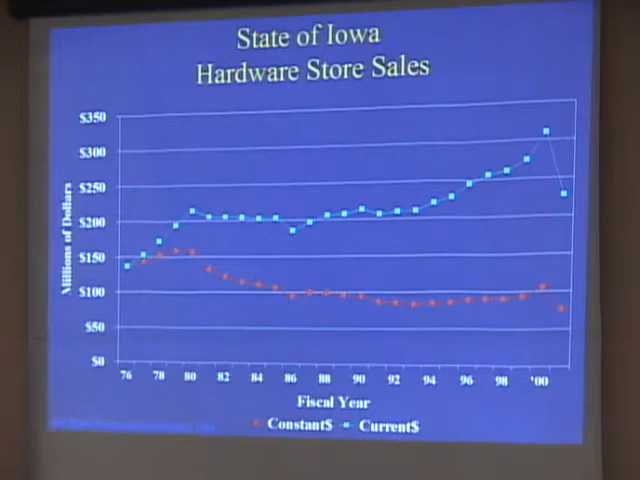 State of Iowa
Hardware Store Sales
$350
$300
$250
$200
$150
$100
$50
$0
Millions of Dollars
76 78 80 82 84 86 88 90 92 94 96 98 '00
Fiscal Year
Constant$ Current$